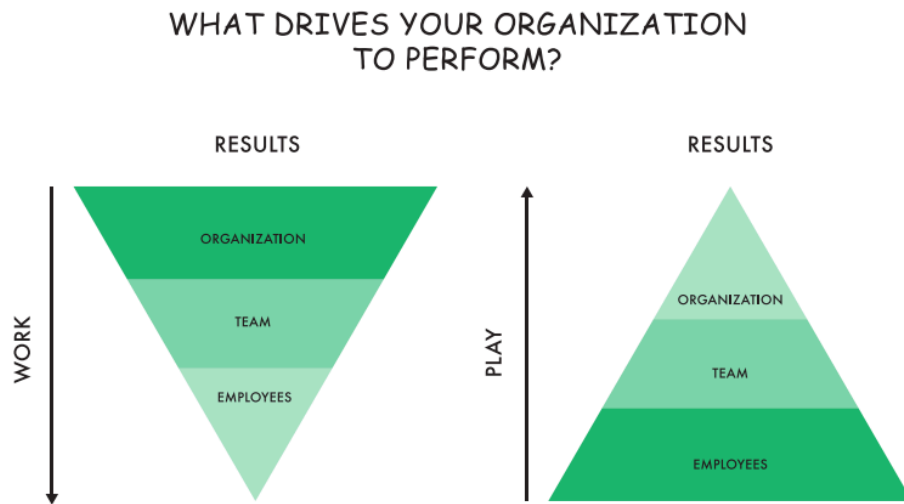 WHAT DRIVES YOUR ORGANIZATION
TO PERFORM?
RESULTS
WORK
ORGANIZATION
TEAM
EMPLOYEES
RESULTS
PLAY
ORGANIZATION
TEAM
EMPLOYEES